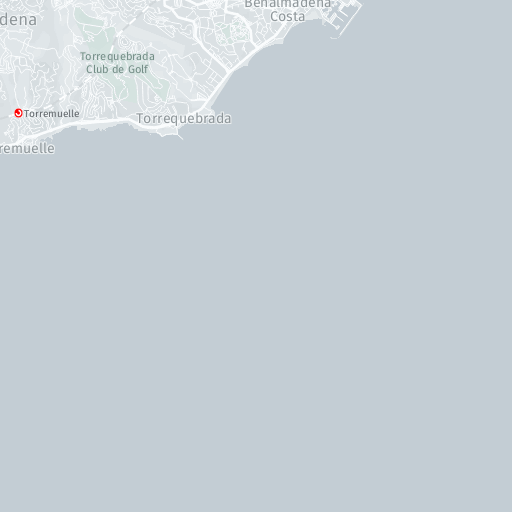 Benalmádena
Costa
dena
Torrequebrada
Club de Golf
Torremuelle
Torrequebrada
remuelle